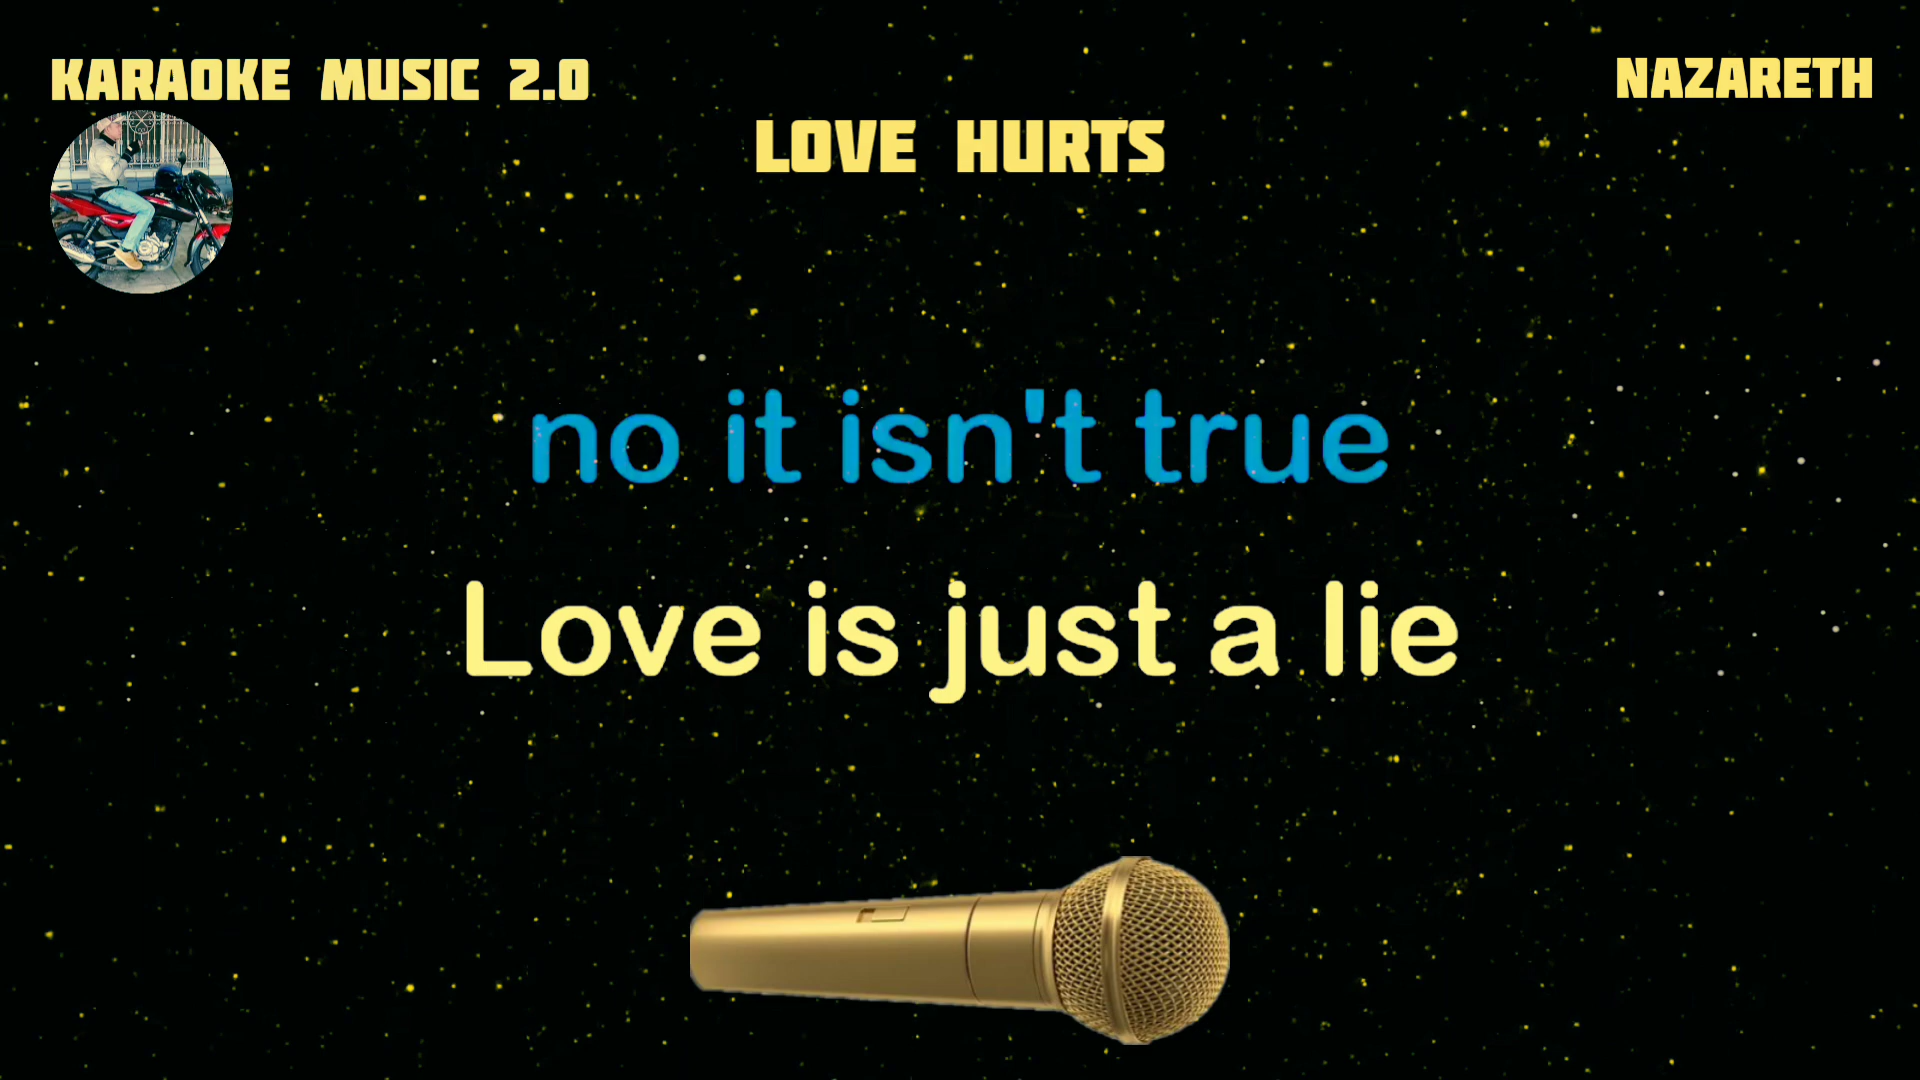 KARAOKE MUSIC 2.0
NAZARETH
LOVE HURTS
no it isn't true
Love is just a lie